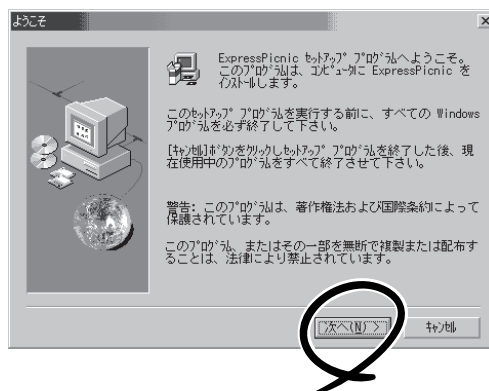 ようこそ
ExpressPicnic ｾｯﾄｱｯﾌﾟ ﾌﾟﾛｸﾞﾗﾑへようこそ。
このﾌﾟﾛｸﾞﾗﾑは、ｺﾝﾋﾟｭｰﾀに ExpressPicnic を
ｲﾝｽﾄｰﾙします。
このｾｯﾄｱｯﾌﾟ ﾌﾟﾛｸﾞﾗﾑを実行する前に、すべての Windows
ﾌﾟﾛｸﾞﾗﾑを必ず終了して下さい。
[ｷｬﾝｾﾙ]ﾎﾞﾀﾝをｸﾘｯｸしｾｯﾄｱｯﾌﾟ ﾌﾟﾛｸﾞﾗﾑを終了した後、現
在使用中のﾌﾟﾛｸﾞﾗﾑをすべて終了させて下さい。
警告: このﾌﾟﾛｸﾞﾗﾑは、著作権法および国際条約によって
保護されています。
このﾌﾟﾛｸﾞﾗﾑ、またはその一部を無断で複製または配布す
ることは、法律により禁止されています。
次へ(N) >
ｷｬﾝｾﾙ